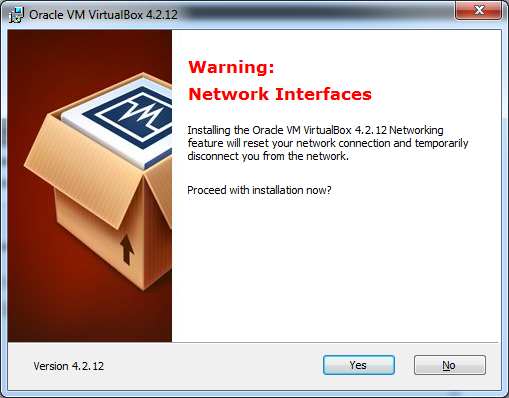 Oracle VM VirtualBox 4.2.12
Warning:
Network Interfaces
Installing the Oracle VM VirtualBox 4.2.12 Networking
feature will reset your network connection and temporarily
disconnect you from the network.
Proceed with installation now?
Version 4.2.12
Yes
No